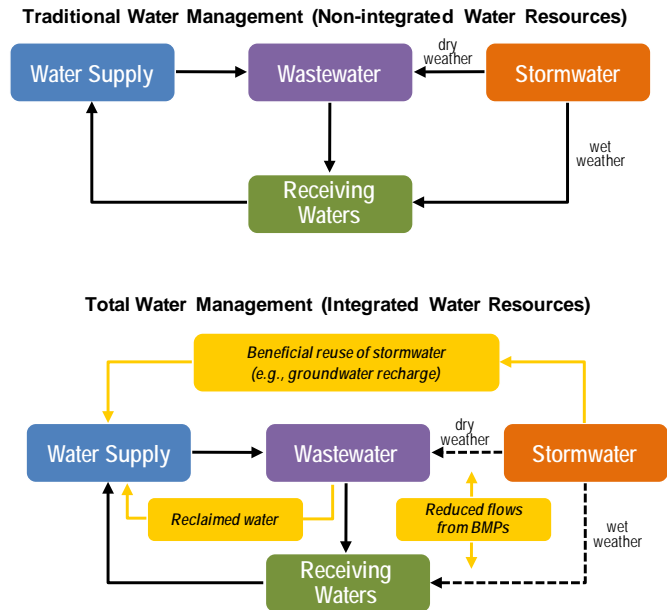 Traditional Water Management (Non-integrated Water Resources)
Water Supply
Wastewater
dry
weather
Stormwater
wet
weather
Receiving
Waters
Total Water Management (Integrated Water Resources)
Beneficial reuse of stormwater
(e.g., groundwater recharge)
Water Supply
Wastewater
dry
weather
Stormwater
Reclaimed water
Reduced flows
from BMPs
wet
weather
Receiving
Waters